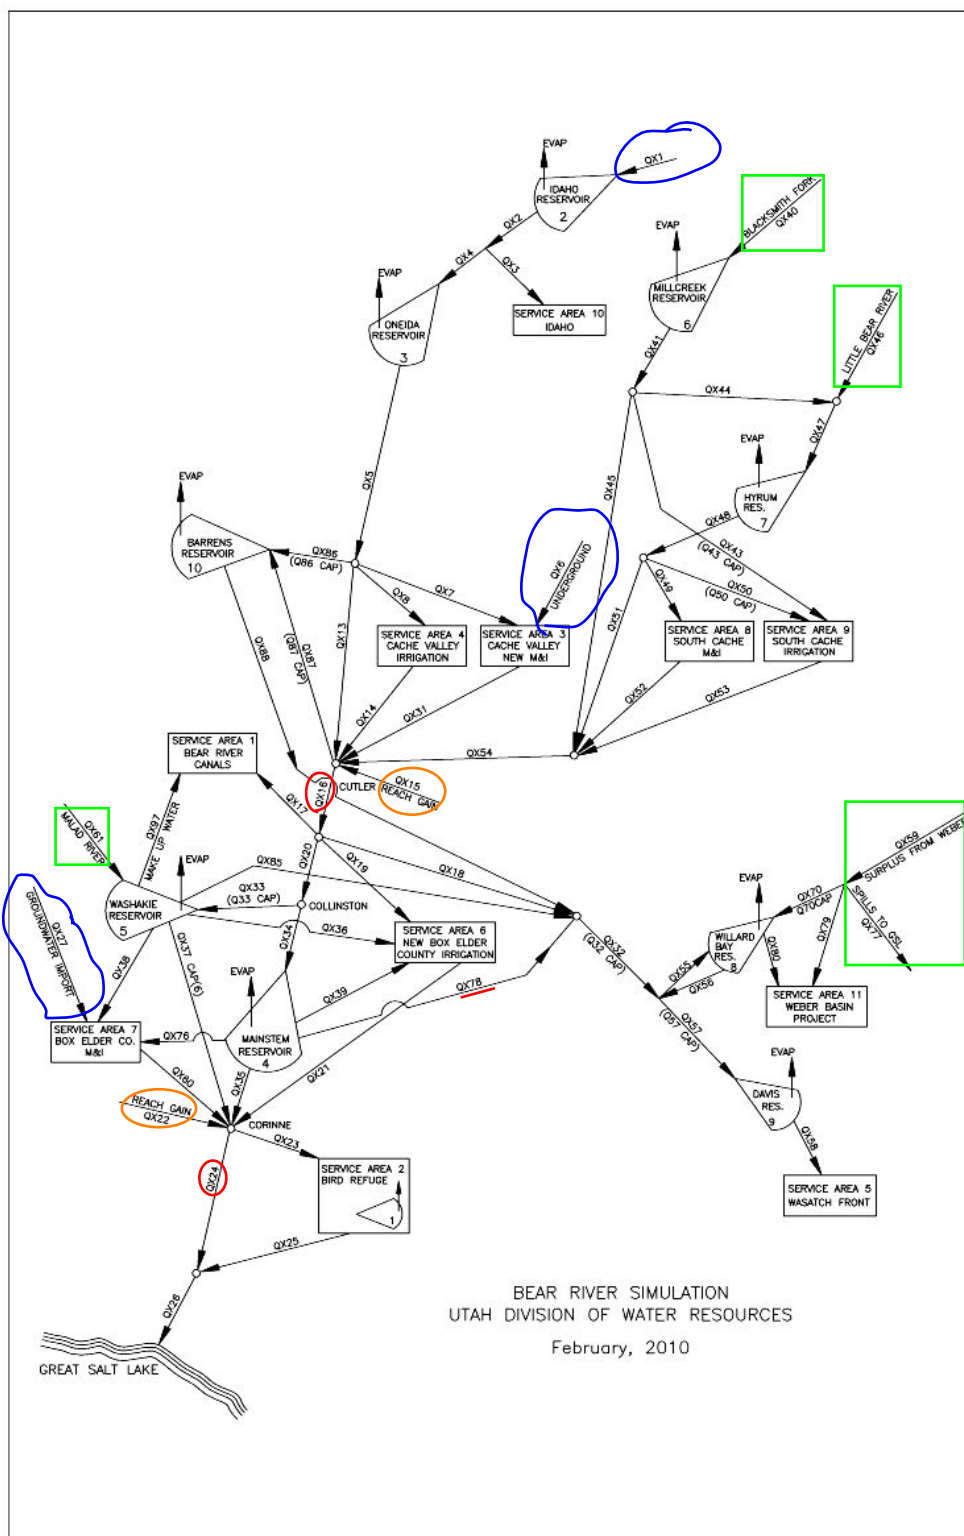 EVAP
QX1
IDAHO
RESERVOIR
2
QX2
BLACKSMITH FORK
QX40
EVAP
QX4
QX3
EVAP
MILLCREEK
RESERVOIR
6
SERVICE AREA 10
IDAHO
ONEIDA
RESERVOIR
3
LITTLE BEAR RIVER
QX46
QX41
QX44
QX47
EVAP
QX5
QX45
EVAP
HYRUM
RES.
7
QX48
BARRENS
RESERVOIR
10
QX86
(Q86 CAP)
QX8
QX7
QX6
UNDERGROUND
QX43
(Q43 CAP)
QX49
QX50
(Q50 CAP)
QX51
QX88
QX87
(Q87 CAP)
QX13
SERVICE AREA 4
CACHE VALLEY
IRRIGATION
SERVICE AREA 3
CACHE VALLEY
NEW M&I
SERVICE AREA 8
SOUTH CACHE
M&I
SERVICE AREA 9
SOUTH CACHE
IRRIGATION
QX14
QX31
QX52
QX53
QX54
SERVICE AREA 1
BEAR RIVER
CANALS
CUTLER
QX15
REACH GAIN
QX16
QX17
QX61
MALAD RIVER
QX97
MAKE UP WATER
QX59
SURPLUS FROM WEBER
EVAP
QX85
QX20
QX19
QX18
QX33
(Q33 CAP)
COLLINSTON
WASHAKIE
RESERVOIR
5
QX36
SERVICE AREA 6
NEW BOX ELDER
COUNTY IRRIGATION
QX32
(Q32 CAP)
EVAP
QX70
Q70CAP
SPILLS TO GSL
QX77
QX79
WILLARD
BAY
RES.
8
QX80
QX55
QX56
GROUNDWATER IMPORT
QX27
QX38
QX37 CAP(6)
QX34
QX39
QX78
SERVICE AREA 11
WEBER BASIN
PROJECT
SERVICE AREA 7
BOX ELDER CO.
M&I
QX76
EVAP
MAINSTEM
RESERVOIR
4
QX57
(Q57 CAP)
EVAP
QX60
QX35
QX21
DAVIS
RES.
9
REACH GAIN
QX22
CORINNE
QX23
QX58
QX24
SERVICE AREA 2
BIRD REFUGE
1
SERVICE AREA 5
WASATCH FRONT
QX25
QX26
GREAT SALT LAKE
BEAR RIVER SIMULATION
UTAH DIVISION OF WATER RESOURCES
February, 2010